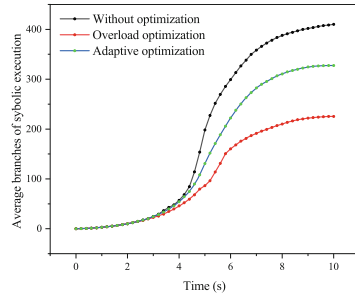 Without optimization
Overload optimization
Adaptive optimization
Average branches of sybolic execution
400
300
200
100
0
0
2
4
6
8
10
Time (s)